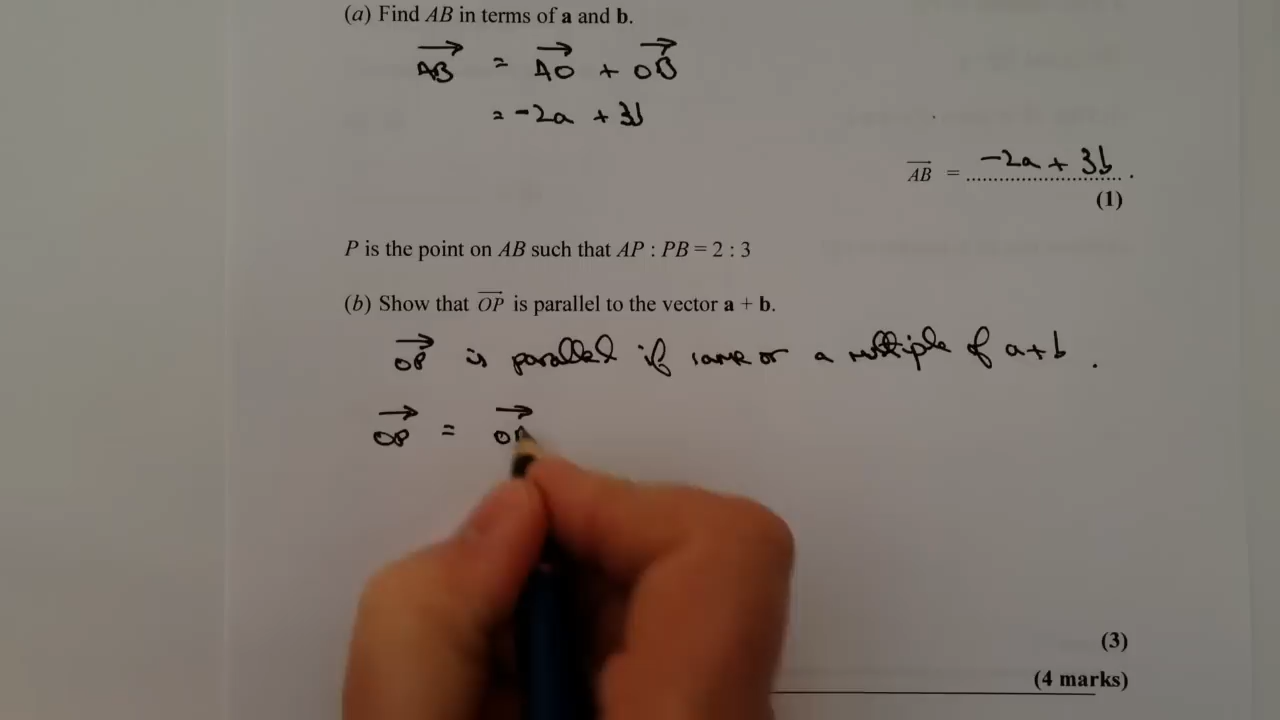 (a) Find AB in terms of a and b.
AB = AO + OB
= -2a + 3b
AB = -2a + 3b .
(1)
P is the point on AB such that AP : PB = 2 : 3
(b) Show that OP is parallel to the vector a + b.
OP is parallel if same or a multiple of a+b .
OP = O
(3)
(4 marks)